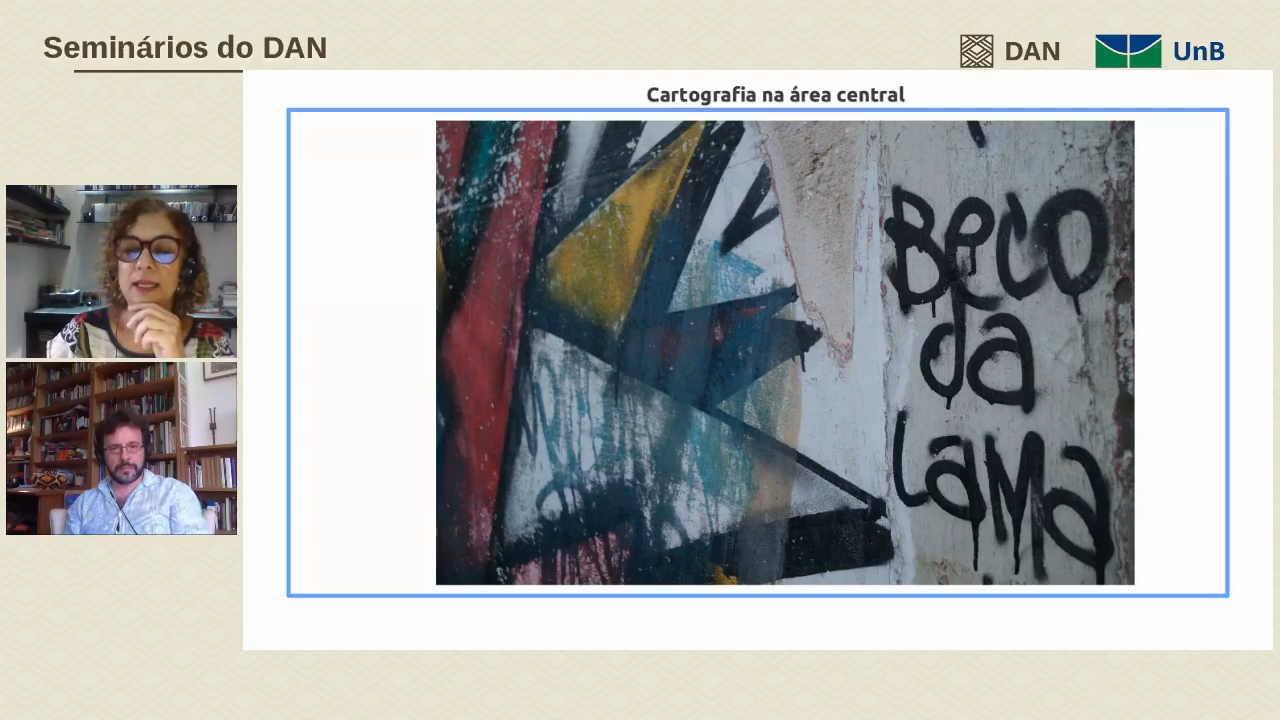 Seminários do DAN
DAN
UnB
Cartografia na área central
BeCO
da
LaMa